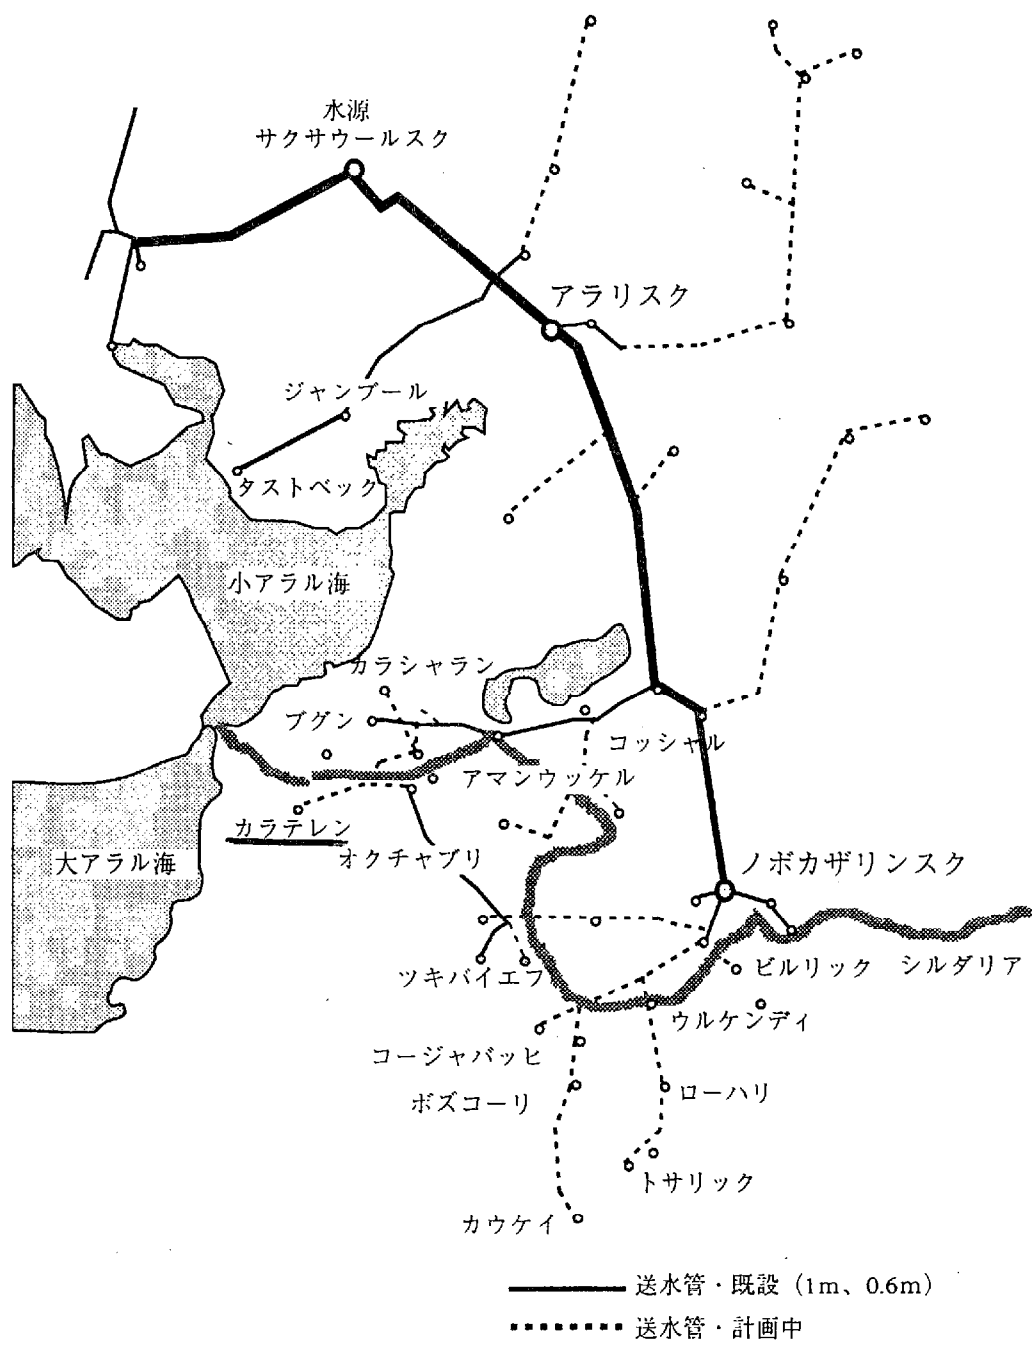 水源
サクサウールスク
アラリスク
ジャンブール
タストベック
小アラル海
カラシャラン
ブグン
コッシャル
アマンウッケル
カラテレン
オクチャブリ
大アラル海
ノボカザリンスク
ツキバイエフ
ビルリック
シルダリア
ウルケンディ
コージャバッヒ
ボズコーリ
ローハリ
トサリック
カウケイ
送水管・既設（1m、0.6m）
送水管・計画中